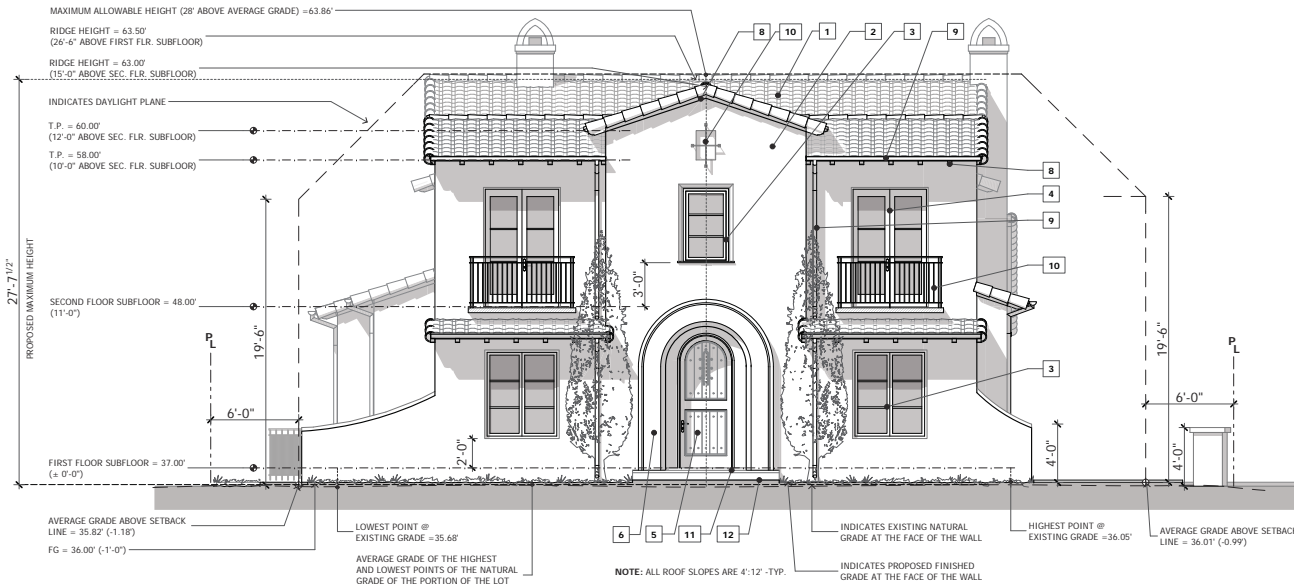 MAXIMUM ALLOWABLE HEIGHT (28' ABOVE AVERAGE GRADE) =63.86'
RIDGE HEIGHT = 63.50'
(26'-6" ABOVE FIRST FLR. SUBFLOOR)
RIDGE HEIGHT = 63.00'
(15'-0" ABOVE SEC. FLR. SUBFLOOR)
INDICATES DAYLIGHT PLANE
T.P. = 60.00'
(12'-0" ABOVE SEC. FLR. SUBFLOOR)
T.P. = 58.00'
(10'-0" ABOVE SEC. FLR. SUBFLOOR)
27'-7 1/2"
PROPOSED MAXIMUM HEIGHT
SECOND FLOOR SUBFLOOR = 48.00'
(11'-0")
PL
19'-6"
6'-0"
FIRST FLOOR SUBFLOOR = 37.00'
(± 0'-0")
AVERAGE GRADE ABOVE SETBACK
LINE = 35.82' (-1.18')
FG = 36.00' (-1'-0")
8
10
1
2
3
9
8
4
9
10
3
3'-0"
2'-0"
4'-0"
19'-6"
PL
6'-0"
4'-0"
LOWEST POINT @
EXISTING GRADE =35.68'
AVERAGE GRADE OF THE HIGHEST
AND LOWEST POINTS OF THE NATURAL
GRADE OF THE PORTION OF THE LOT
6
5
11
12
NOTE: ALL ROOF SLOPES ARE 4':12' -TYP.
INDICATES EXISTING NATURAL
GRADE AT THE FACE OF THE WALL
INDICATES PROPOSED FINISHED
GRADE AT THE FACE OF THE WALL
HIGHEST POINT @
EXISTING GRADE =36.05'
AVERAGE GRADE ABOVE SETBACK
LINE = 36.01' (-0.99')